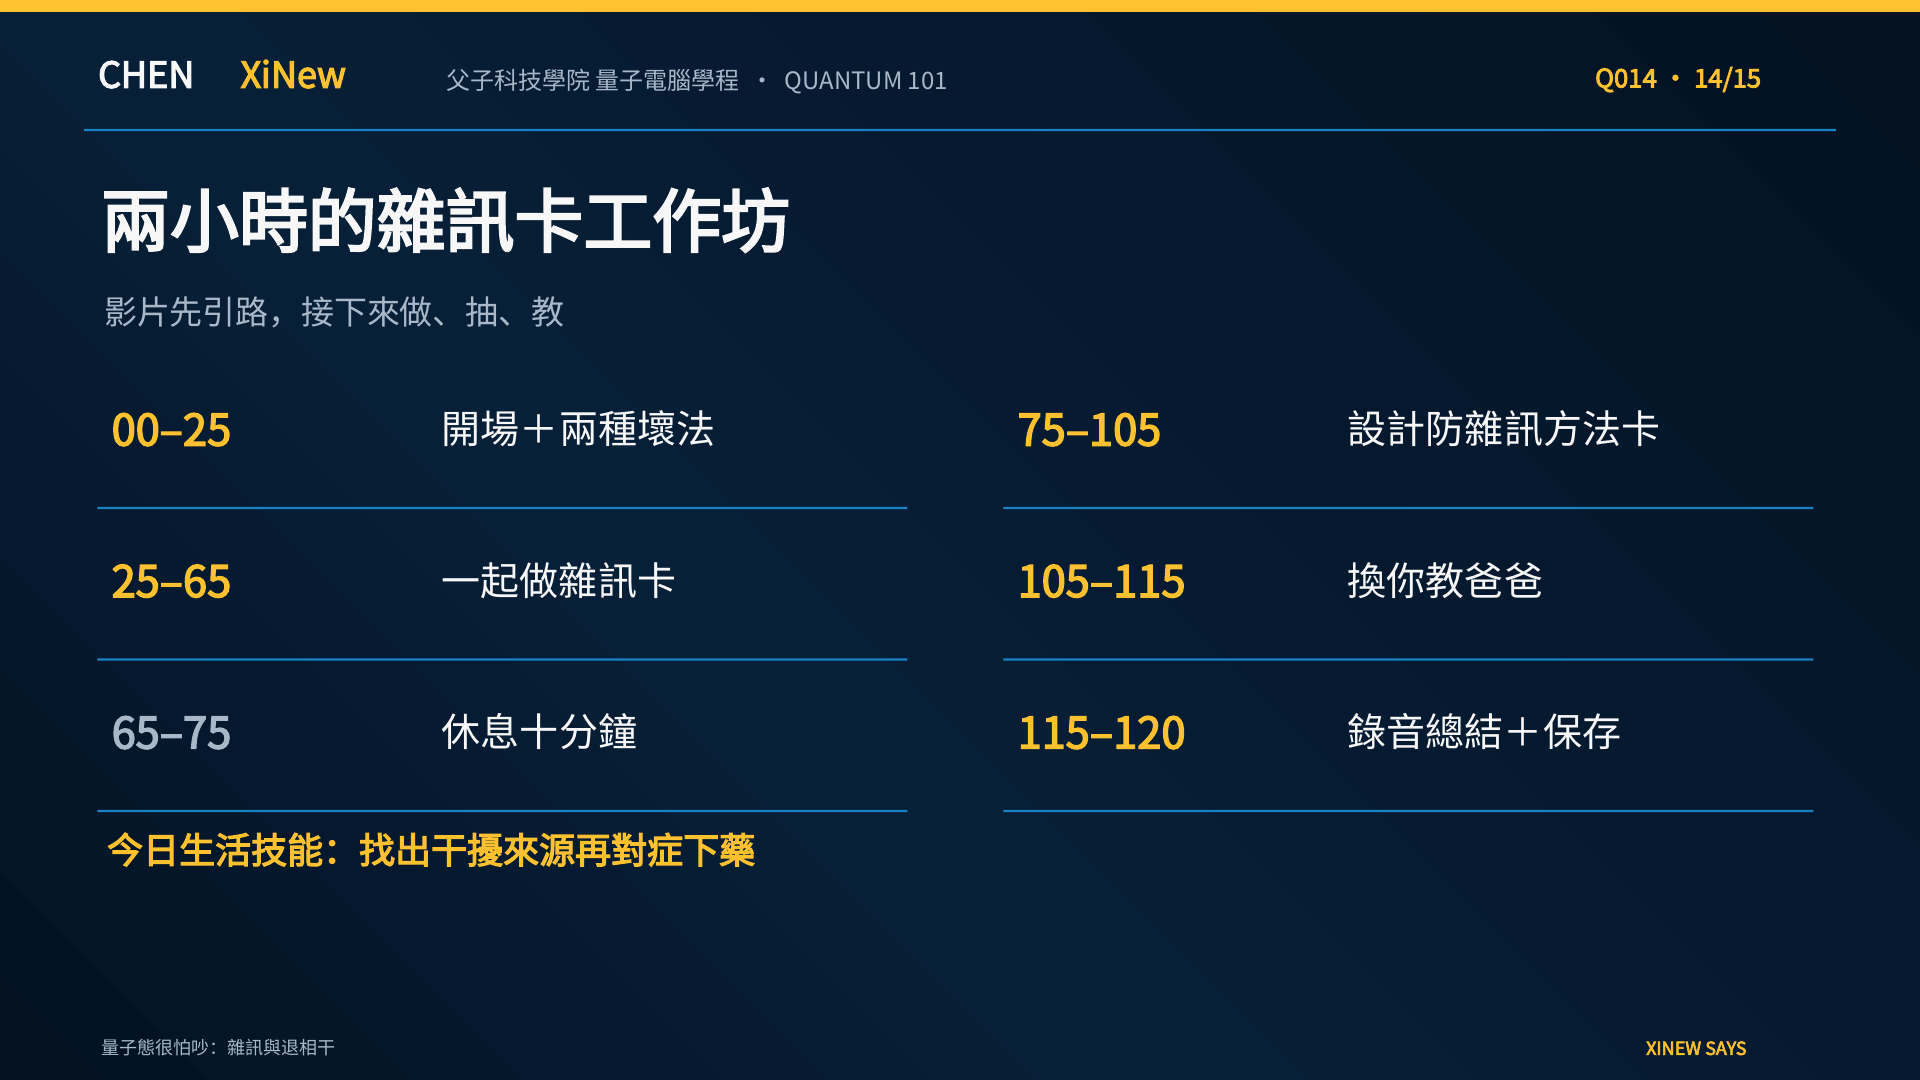 CHEN XiNew 父子科技學院 量子電腦學程 · QUANTUM 101 Q014 · 14/15
兩小時的雜訊卡工作坊
影片先引路，接下來做、抽、教
00–25 開場＋兩種壞法
25–65 一起做雜訊卡
65–75 休息十分鐘
75–105 設計防雜訊方法卡
105–115 換你教爸爸
115–120 錄音總結＋保存
今日生活技能：找出干擾來源再對症下藥
量子態很怕吵：雜訊與退相干 XINEW SAYS